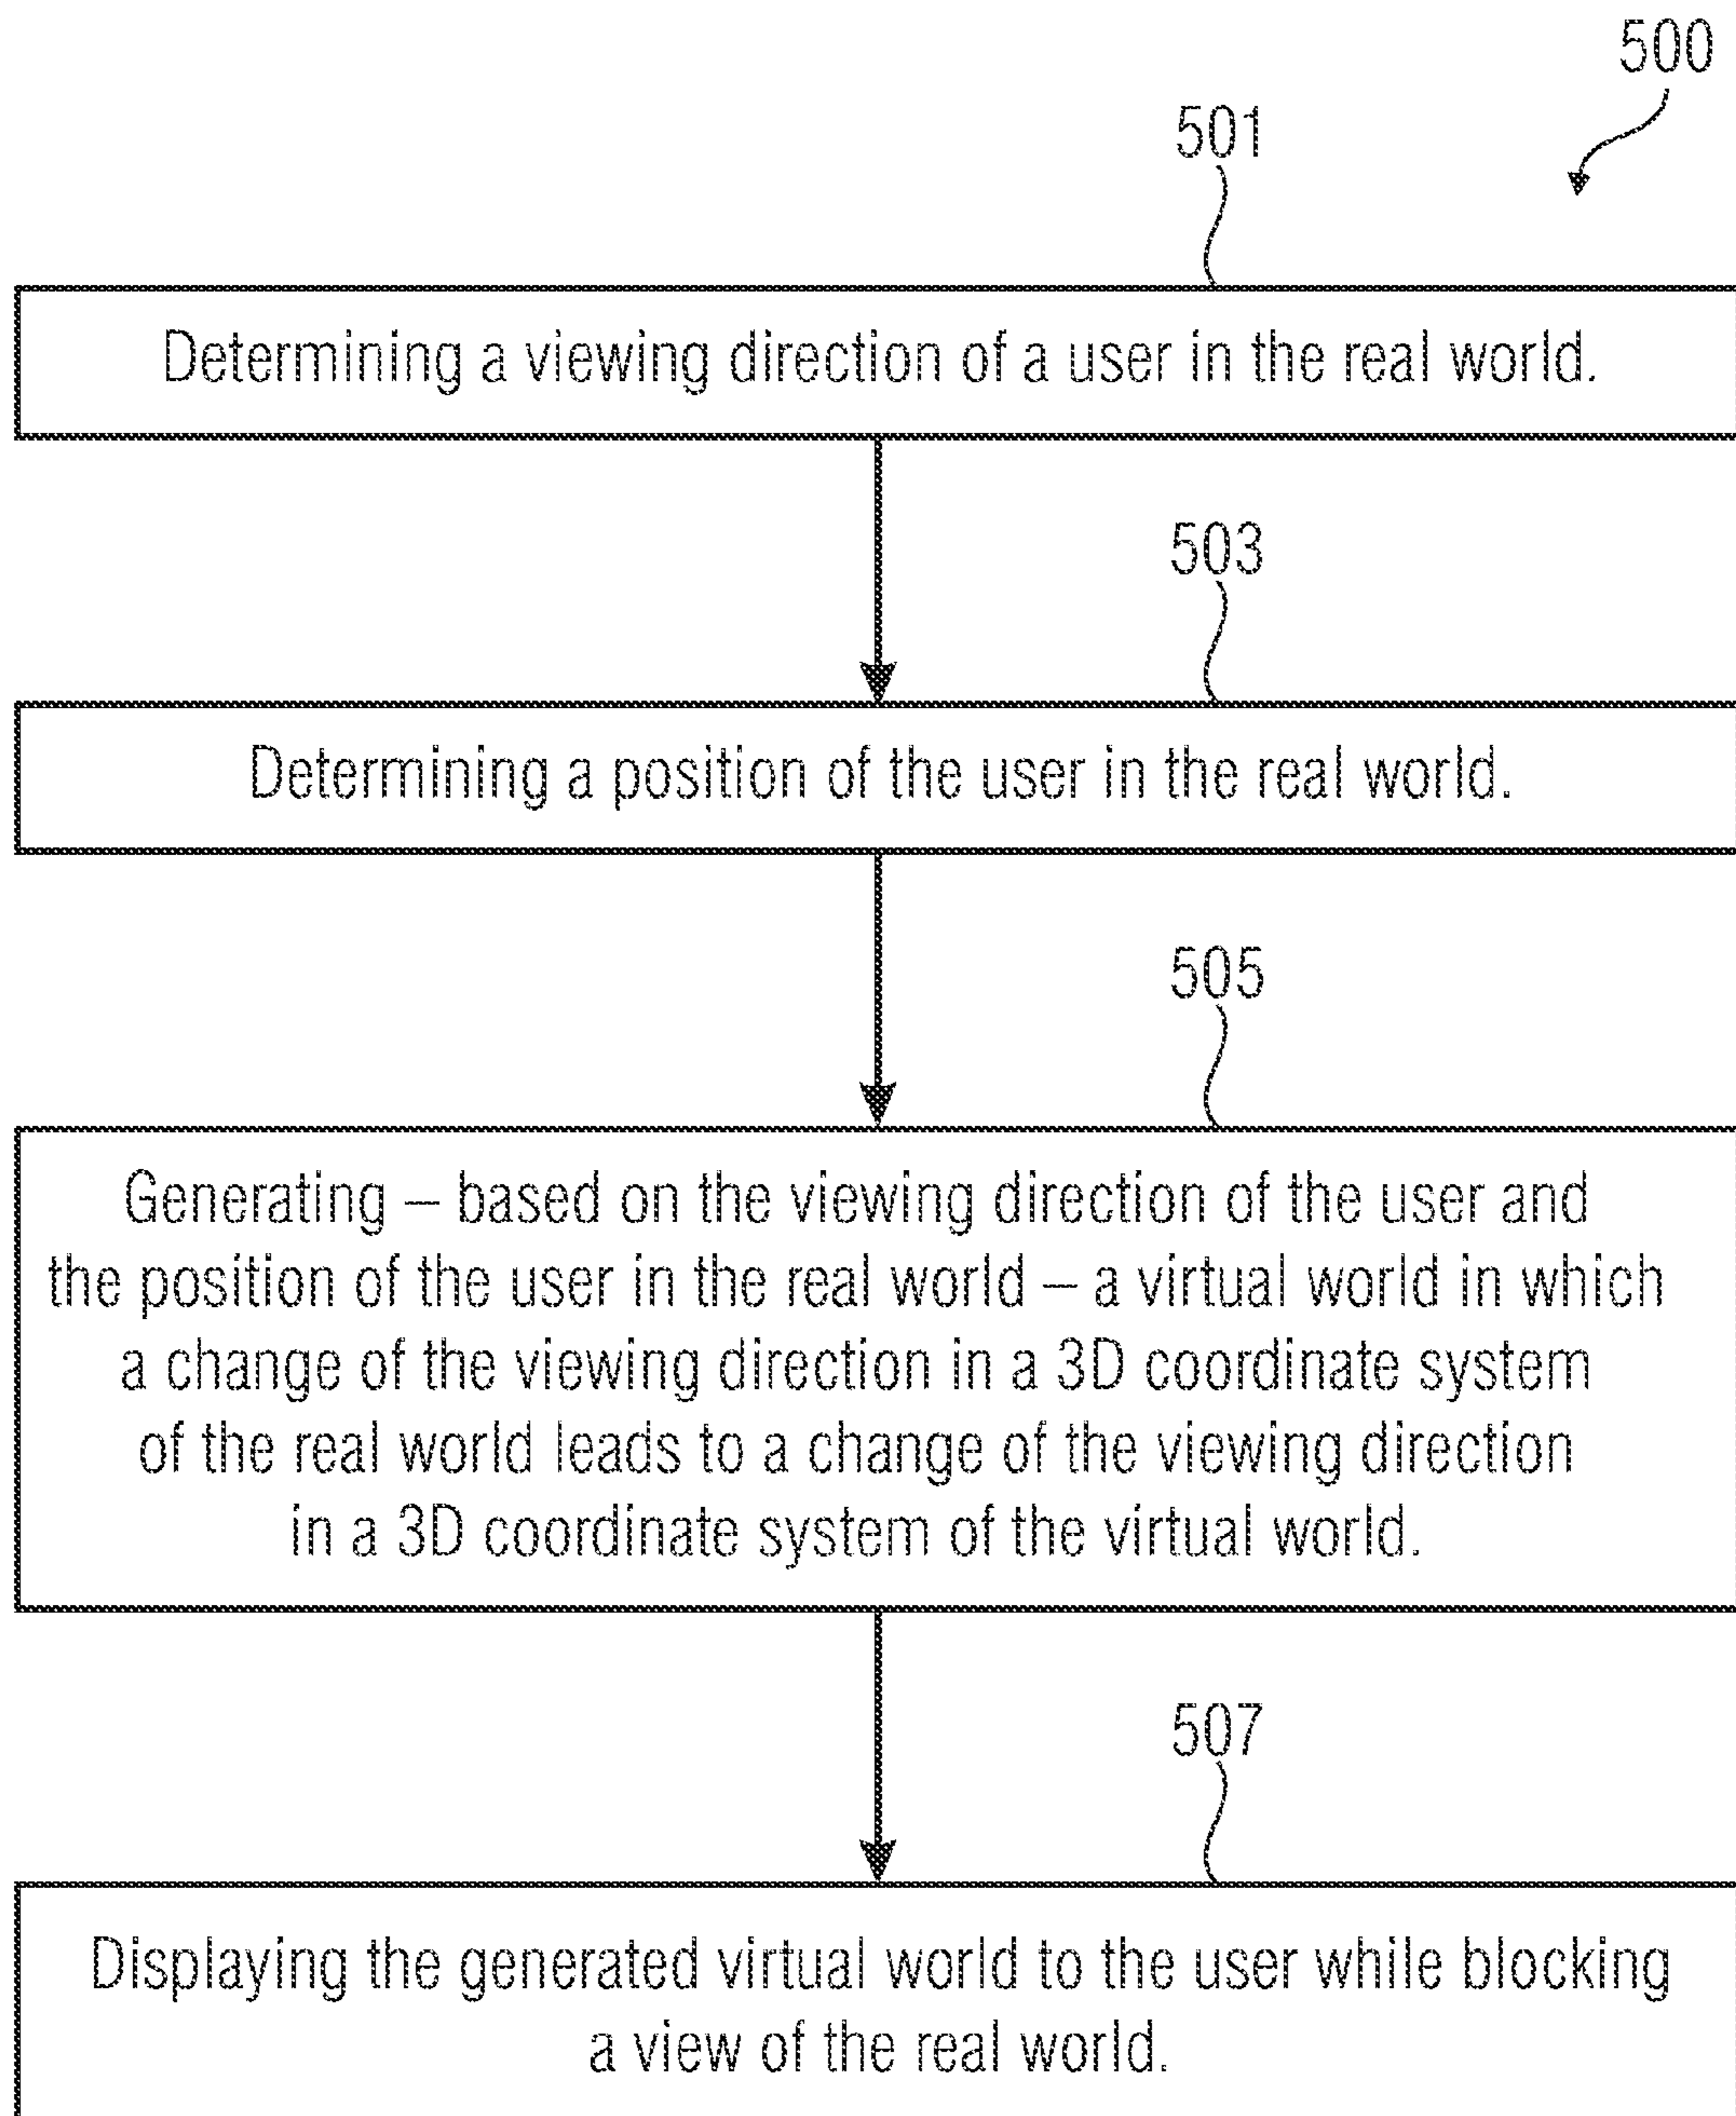 500
501
Determining a viewing direction of a user in the real world.
503
Determining a position of the user in the real world.
505
Generating – based on the viewing direction of the user and
the position of the user in the real world – a virtual world in which
a change of the viewing direction in a 3D coordinate system
of the real world leads to a change of the viewing direction
in a 3D coordinate system of the virtual world.
507
Displaying the generated virtual world to the user while blocking
a view of the real world.